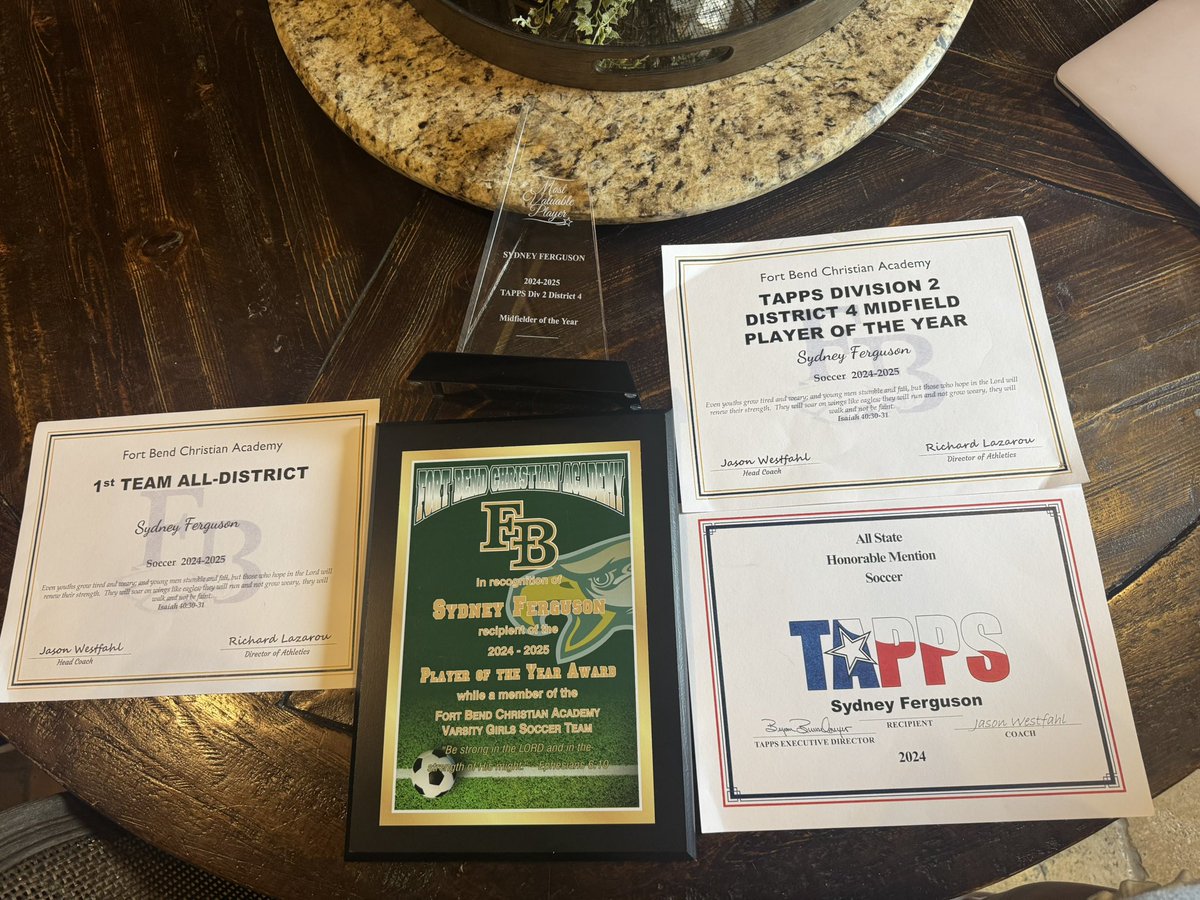 Most
Valuable
Player
SYDNEY FERGUSON
2024-2025
TAPPS Div 2 District 4
Midfielder of the Year
Fort Bend Christian Academy
TAPPS DIVISION 2
DISTRICT 4 MIDFIELD
PLAYER OF THE YEAR
Sydney Ferguson
Soccer 2024-2025
Even youths grow tired and weary; and young men stumble and fall, but those who hope in the Lord will
renew their strength. They will soar on wings like eagles; they will run and not grow weary, they will
walk and not be faint.
Isaiah 40:30-31
Jason Westfahl
Head Coach
Richard Lazarou
Director of Athletics
Fort Bend Christian Academy
1st TEAM ALL-DISTRICT
Sydney Ferguson
Soccer 2024-2025
Even youths grow tired and weary; and young men stumble and fall, but those who hope in the Lord will
renew their strength. They will soar on wings like eagles; they will run and not grow weary, they will
walk and not be faint.
Isaiah 40:30-31
Jason Westfahl
Head Coach
Richard Lazarou
Director of Athletics
FORT BEND CHRISTIAN ACADEMY
FB
In recognition of
SYDNEY FERGUSON
recipient of the
2024 - 2025
PLAYER OF THE YEAR AWARD
while a member of the
FORT BEND CHRISTIAN ACADEMY
VARSITY GIRLS SOCCER TEAM
"Be strong in the LORD and in the
strength of His might." - Ephesians 6:10
All State
Honorable Mention
Soccer
TAPPS
Sydney Ferguson
RECIPIENT
TAPPS EXECUTIVE DIRECTOR
Jason Westfahl
COACH
2024